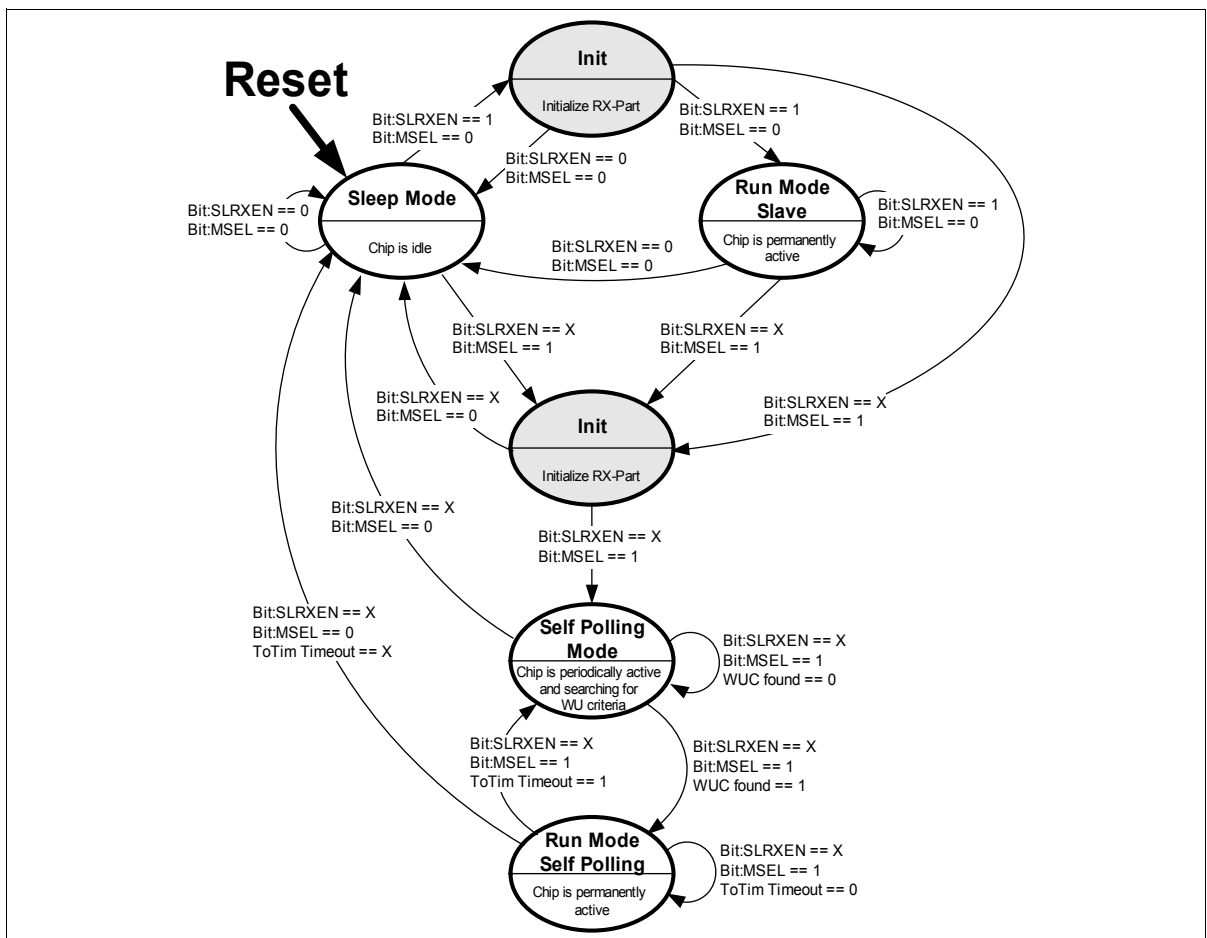 Init
Initialize RX-Part
Reset
Bit:SLRXEN == 1
Bit:MSEL == 0
Bit:SLRXEN == 1
Bit:MSEL == 0
Bit:SLRXEN == 0
Bit:MSEL == 0
Sleep Mode
Chip is idle
Bit:SLRXEN == 0
Bit:MSEL == 0
Run Mode
Slave
Chip is permanently
active
Bit:SLRXEN == 1
Bit:MSEL == 0
Bit:SLRXEN == 0
Bit:MSEL == 0
Bit:SLRXEN == X
Bit:MSEL == 1
Bit:SLRXEN == X
Bit:MSEL == 1
Bit:SLRXEN == X
Bit:MSEL == 0
Bit:SLRXEN == X
Bit:MSEL == 1
Init
Initialize RX-Part
Bit:SLRXEN == X
Bit:MSEL == 0
Bit:SLRXEN == X
Bit:MSEL == 1
Bit:SLRXEN == X
Bit:MSEL == 0
ToTim Timeout == X
Self Polling
Mode
Chip is periodically active
and searching for
WU criteria
Bit:SLRXEN == X
Bit:MSEL == 1
WUC found == 0
Bit:SLRXEN == X
Bit:MSEL == 1
ToTim Timeout == 1
Bit:SLRXEN == X
Bit:MSEL == 1
WUC found == 1
Run Mode
Self Polling
Chip is permanently
active
Bit:SLRXEN == X
Bit:MSEL == 1
ToTim Timeout == 0